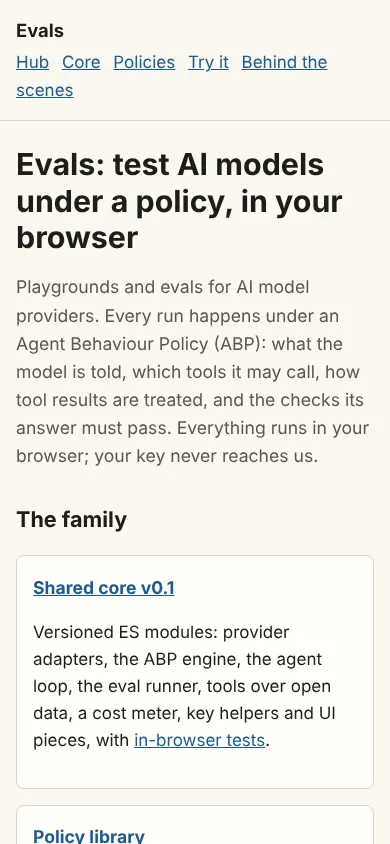 Evals
Hub Core Policies Try it Behind the
scenes
Evals: test AI models
under a policy, in your
browser
Playgrounds and evals for AI model
providers. Every run happens under an
Agent Behaviour Policy (ABP): what the
model is told, which tools it may call, how
tool results are treated, and the checks its
answer must pass. Everything runs in your
browser; your key never reaches us.
The family
Shared core v0.1
Versioned ES modules: provider
adapters, the ABP engine, the agent
loop, the eval runner, tools over open
data, a cost meter, key helpers and UI
pieces, with in-browser tests.
Policy library